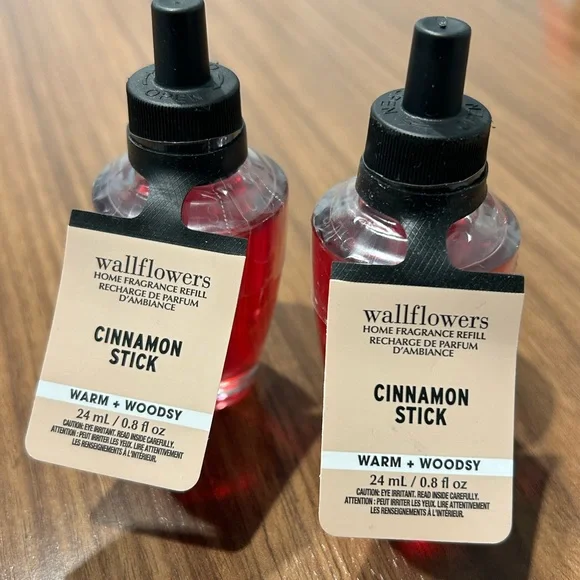 wallflowers
HOME FRAGRANCE REFILL
RECHARGE DE PARFUM
D'AMBIANCE
CINNAMON
STICK
WARM + WOODSY
24 mL / 0.8 fl oz
CAUTION: EYE IRRITANT. READ INSIDE CAREFULLY.
ATTENTION : PEUT IRRITER LES YEUX. LIRE ATTENTIVEMENT
LES RENSEIGNEMENTS À L'INTÉRIEUR.
wallflowers
HOME FRAGRANCE REFILL
RECHARGE DE PARFUM
D'AMBIANCE
CINNAMON
STICK
WARM + WOODSY
24 mL / 0.8 fl oz
CAUTION: EYE IRRITANT. READ INSIDE CAREFULLY.
ATTENTION : PEUT IRRITER LES YEUX. LIRE ATTENTIVEMENT
LES RENSEIGNEMENTS À L'INTÉRIEUR.